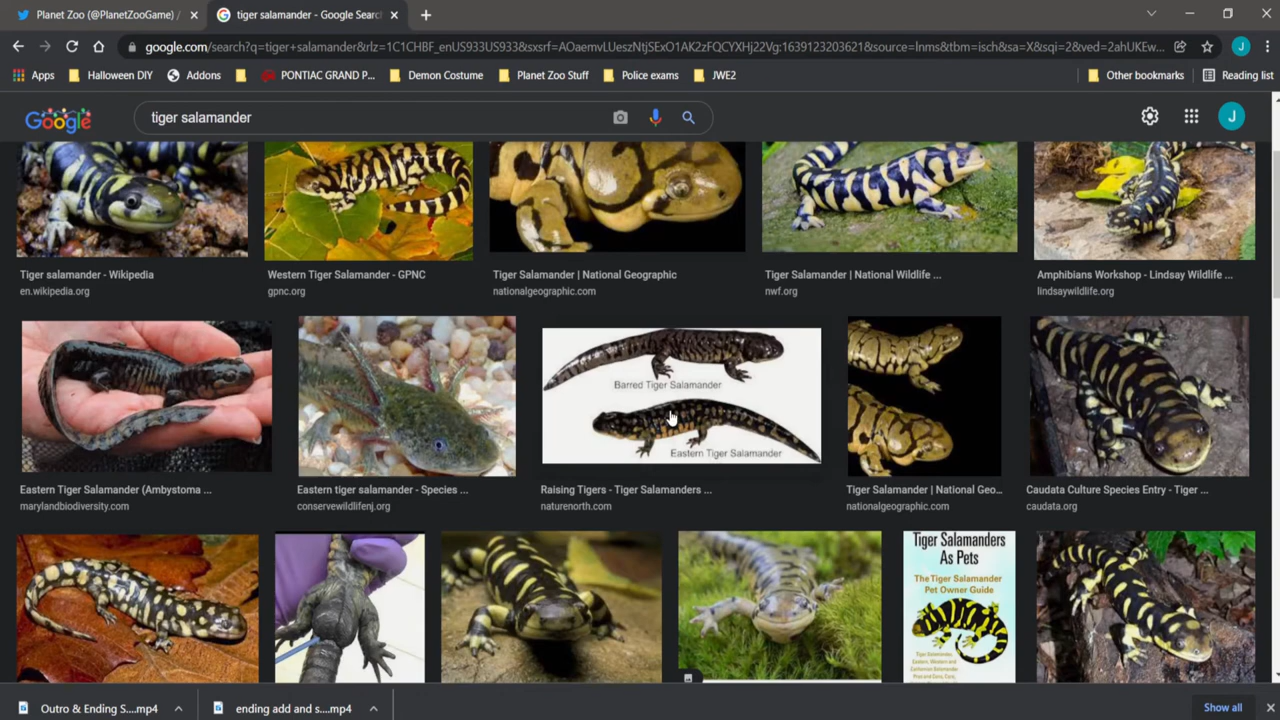 Planet Zoo (@PlanetZooGame) /
tiger salamander - Google Searc
google.com/search?q=tiger+salamander&rlz=1C1CHBF_enUS933US933&sxsrf=AOaemvLUeszNtjSExO1AK2zFQCYXHj22Vg:1639123203621&source=lnms&tbm=isch&sa=X&sqi=2&ved=2ahUKEw...
Apps Halloween DIY Addons PONTIAC GRAND P... Demon Costume Planet Zoo Stuff Police exams JWE2 Other bookmarks Reading list
Google
tiger salamander
J
J
Tiger salamander - Wikipedia
en.wikipedia.org
Western Tiger Salamander - GPNC
gpnc.org
Tiger Salamander | National Geographic
nationalgeographic.com
Tiger Salamander | National Wildlife ...
nwf.org
Amphibians Workshop - Lindsay Wildlife ...
lindsaywildlife.org
Barred Tiger Salamander
Eastern Tiger Salamander
Eastern Tiger Salamander (Ambystoma ...
marylandbiodiversity.com
Eastern tiger salamander - Species ...
conservewildlifenj.org
Raising Tigers - Tiger Salamanders ...
naturenorth.com
Tiger Salamander | National Geo...
nationalgeographic.com
Caudata Culture Species Entry - Tiger ...
caudata.org
Tiger Salamanders
As Pets
The Tiger Salamander
Pet Owner Guide
Outro & Ending S....mp4
ending add and s....mp4
Show all